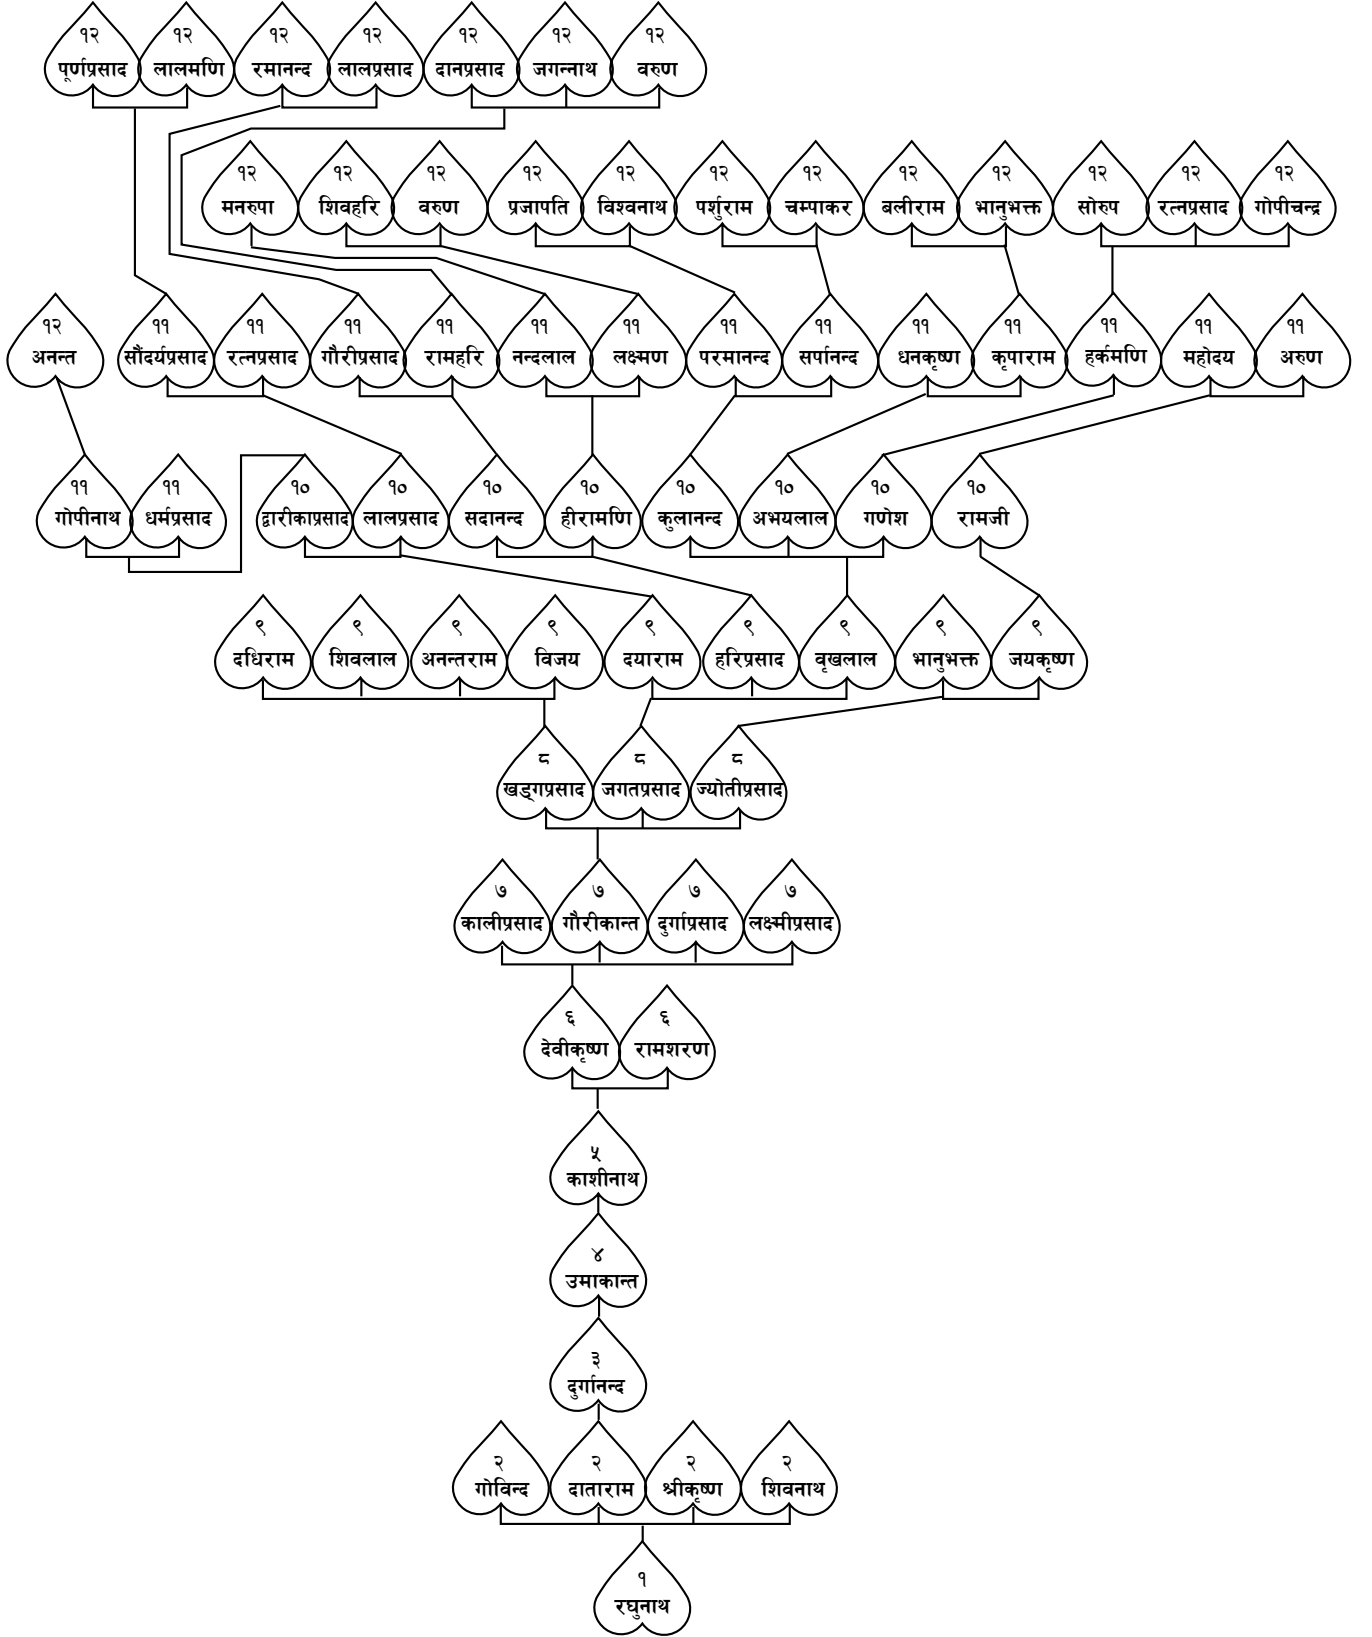 १२ १२ १२ १२ १२ १२ १२
पूर्णप्रसाद लालमणि रमानन्द लालप्रसाद दानप्रसाद जगन्नाथ वरुण
१२ १२ १२ १२ १२ १२ १२ १२ १२ १२ १२ १२
मनरुपा शिवहरि वरुण प्रजापति विश्वनाथ पर्शुराम चम्पाकर बलीराम भानुभक्त सोरुप रत्नप्रसाद गोपीचन्द्र
१२ ११ ११ ११ ११ ११ ११ ११ ११ ११ ११ ११ ११ ११
अनन्त सौंदर्यप्रसाद रत्नप्रसाद गौरीप्रसाद रामहरि नन्दलाल लक्ष्मण परमानन्द सर्पानन्द धनकृष्ण कृपाराम हर्कमणि महोदय अरुण
११ ११ १० १० १० १० १० १० १० १०
गोपीनाथ धर्मप्रसाद द्वारीकाप्रसाद लालप्रसाद सदानन्द हीरामणि कुलानन्द अभयलाल गणेश रामजी
९ ९ ९ ९ ९ ९ ९ ९ ९
दधिराम शिवलाल अनन्तराम विजय दयाराम हरिप्रसाद वृखलाल भानुभक्त जयकृष्ण
८ ८ ८
खड्गप्रसाद जगतप्रसाद ज्योतीप्रसाद
७ ७ ७ ७
कालीप्रसाद गौरीकान्त दुर्गाप्रसाद लक्ष्मीप्रसाद
६ ६
देवीकृष्ण रामशरण
५
काशीनाथ
४
उमाकान्त
३
दुर्गानन्द
२ २ २ २
गोविन्द दाताराम श्रीकृष्ण शिवनाथ
१
रघुनाथ